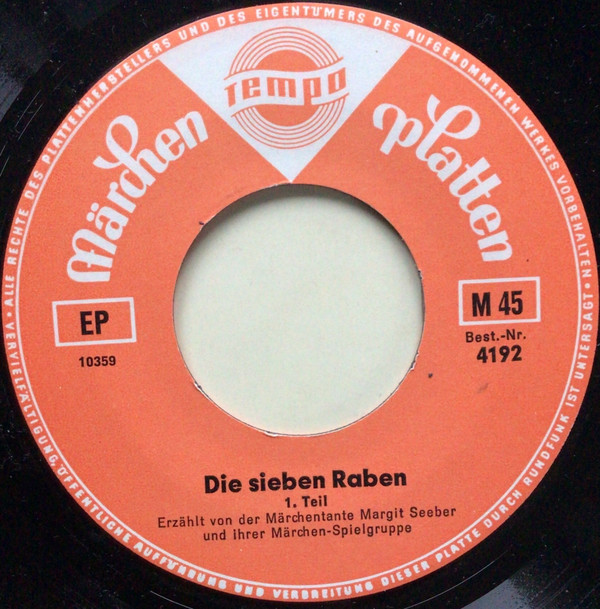 • ALLE RECHTE DES PLATTENHERSTELLERS UND DES EIGENTÜMERS DES AUFGENOMMENEN WERKES VORBEHALTEN • VERVIELFÄLTIGUNG, ÖFFENTLICHE AUFFÜHRUNG UND VERBREITUNG DIESER PLATTE DURCH RUNDFUNK IST UNTERSAGT
Tempo
Märchen platten
EP
10359
M 45
Best.-Nr.
4192
Die sieben Raben
1. Teil
Erzählt von der Märchentante Margit Seeber
und ihrer Märchen-Spielgruppe